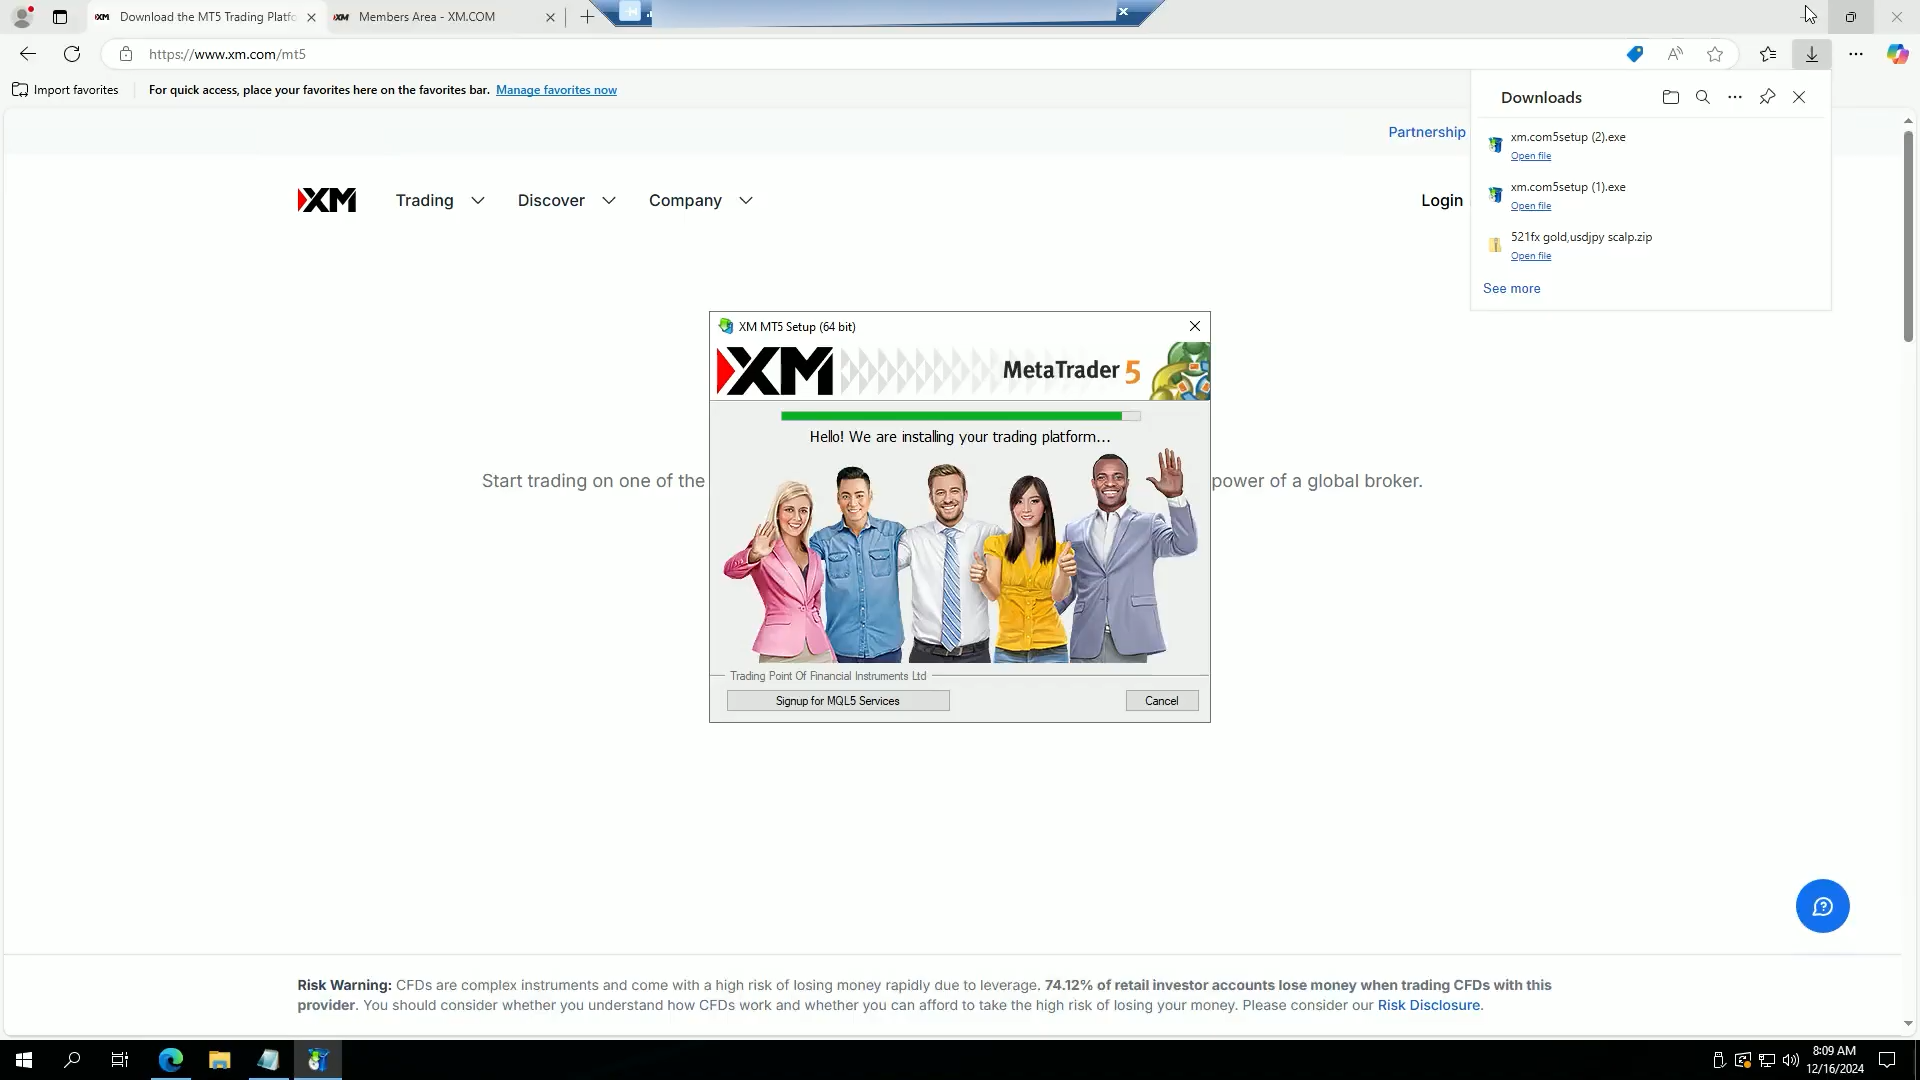 Download the MT5 Trading Platfo
Members Area - XM.COM
https://www.xm.com/mt5
Import favorites
For quick access, place your favorites here on the favorites bar. Manage favorites now
Downloads
xm.com5setup (2).exe
Open file
xm.com5setup (1).exe
Open file
521fx gold,usdjpy scalp.zip
Open file
See more
Partnership
XM
Trading
Discover
Company
Login
Start trading on one of the
power of a global broker.
XM MT5 Setup (64 bit)
XM
MetaTrader 5
Hello! We are installing your trading platform...
Trading Point Of Financial Instruments Ltd
Signup for MQL5 Services
Cancel
Risk Warning: CFDs are complex instruments and come with a high risk of losing money rapidly due to leverage. 74.12% of retail investor accounts lose money when trading CFDs with this
provider. You should consider whether you understand how CFDs work and whether you can afford to take the high risk of losing your money. Please consider our Risk Disclosure.
8:09 AM
12/16/2024